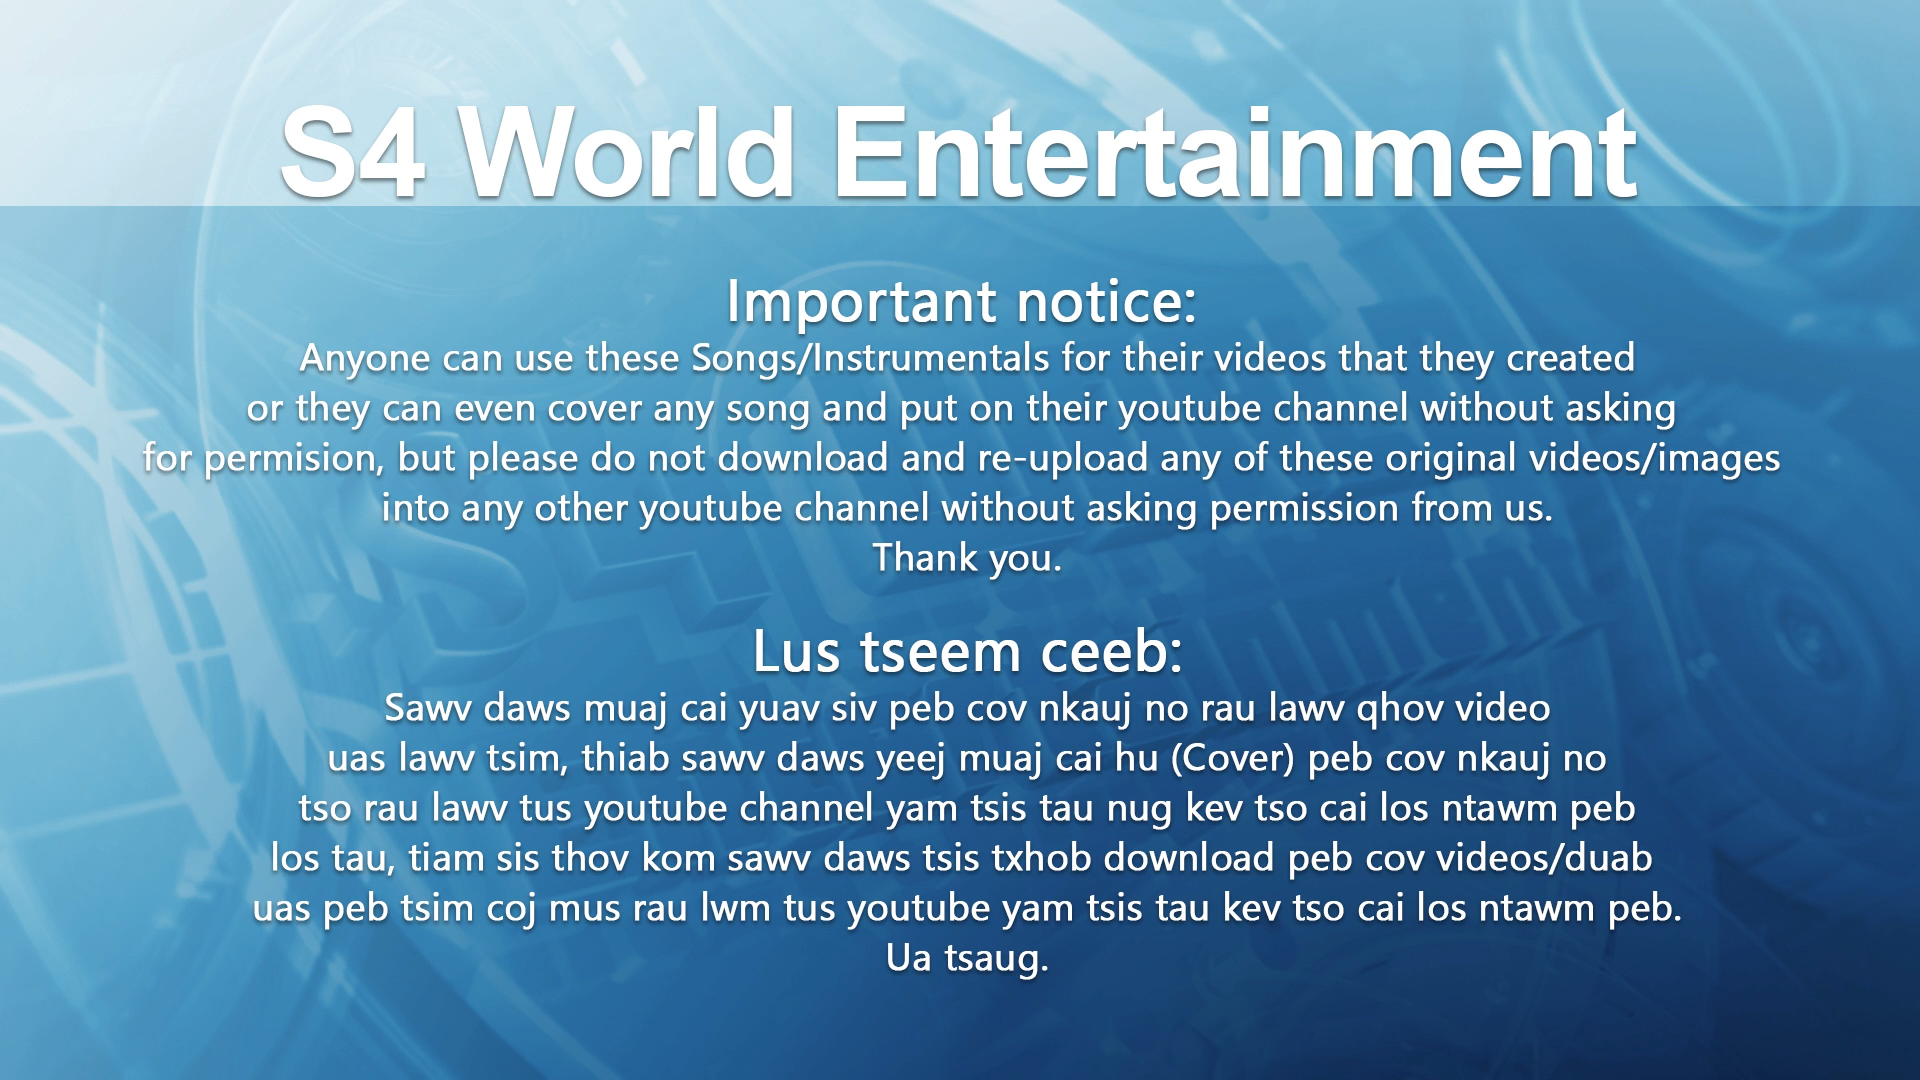 S4 World Entertainment
Important notice:
Anyone can use these Songs/Instrumentals for their videos that they created
or they can even cover any song and put on their youtube channel without asking
for permision, but please do not download and re-upload any of these original videos/images
into any other youtube channel without asking permission from us.
Thank you.
Lus tseem ceeb:
Sawv daws muaj cai yuav siv peb cov nkauj no rau lawv qhov video
uas lawv tsim, thiab sawv daws yeej muaj cai hu (Cover) peb cov nkauj no
tso rau lawv tus youtube channel yam tsis tau nug kev tso cai los ntawm peb
los tau, tiam sis thov kom sawv daws tsis txhob download peb cov videos/duab
uas peb tsim coj mus rau lwm tus youtube yam tsis tau kev tso cai los ntawm peb.
Ua tsaug.